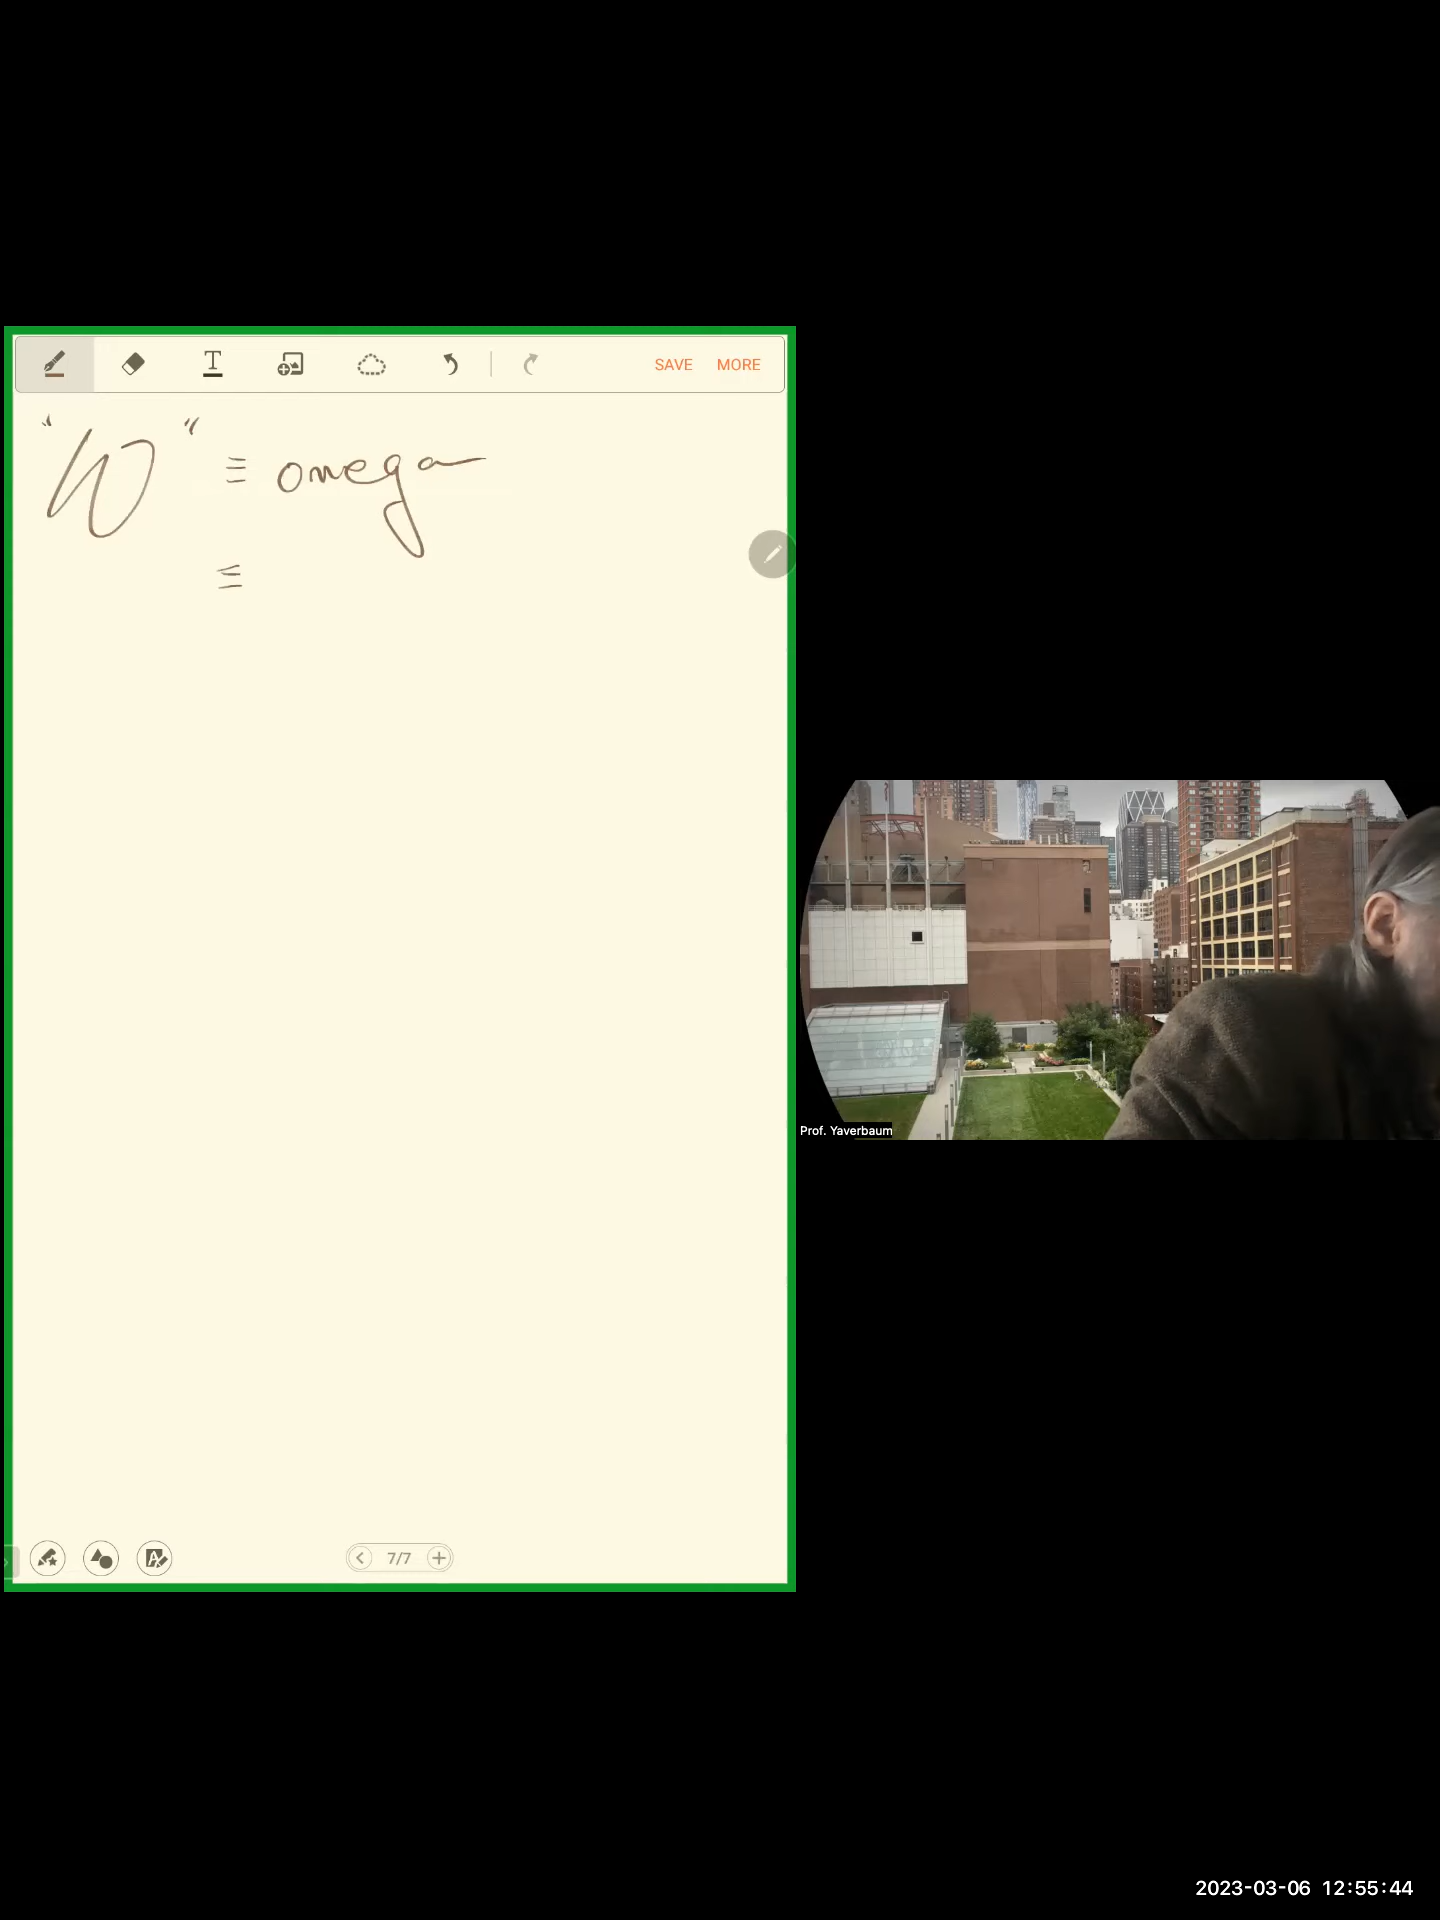 T SAVE MORE
"ω" ≡ omega
≡
Prof. Yaverbaum
A 7/7
2023-03-06 12:55:44